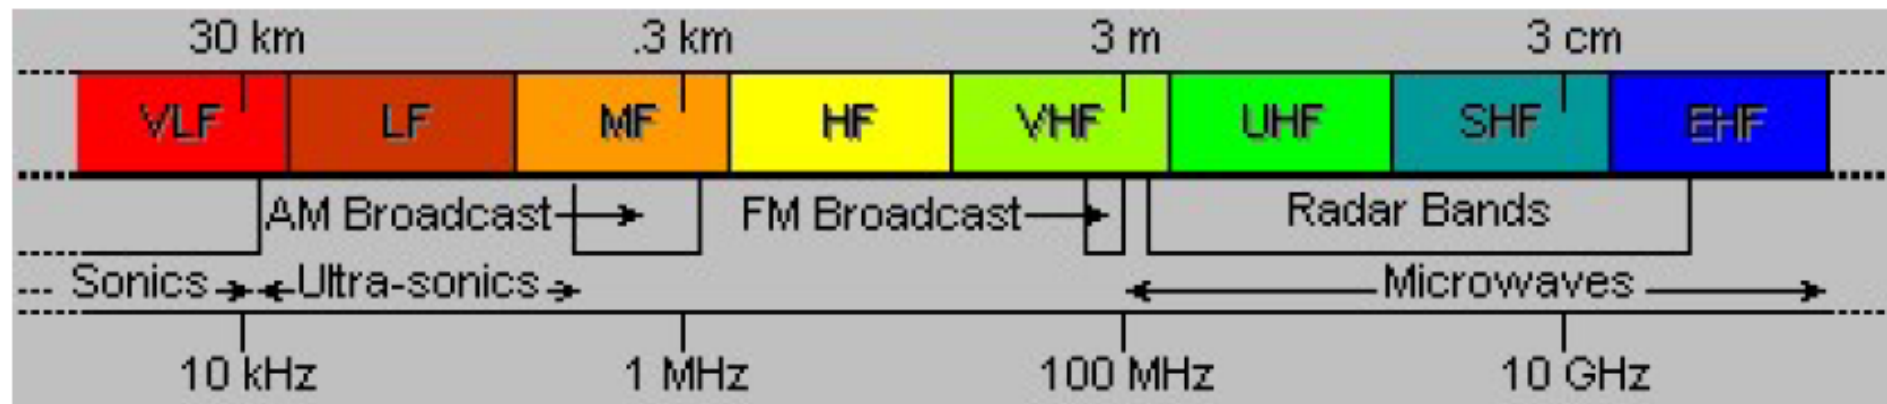 30 km .3 km 3 m 3 cm
VLF LF MF HF VHF UHF SHF EHF
AM Broadcast FM Broadcast Radar Bands
Sonics Ultra-sonics Microwaves
10 kHz 1 MHz 100 MHz 10 GHz